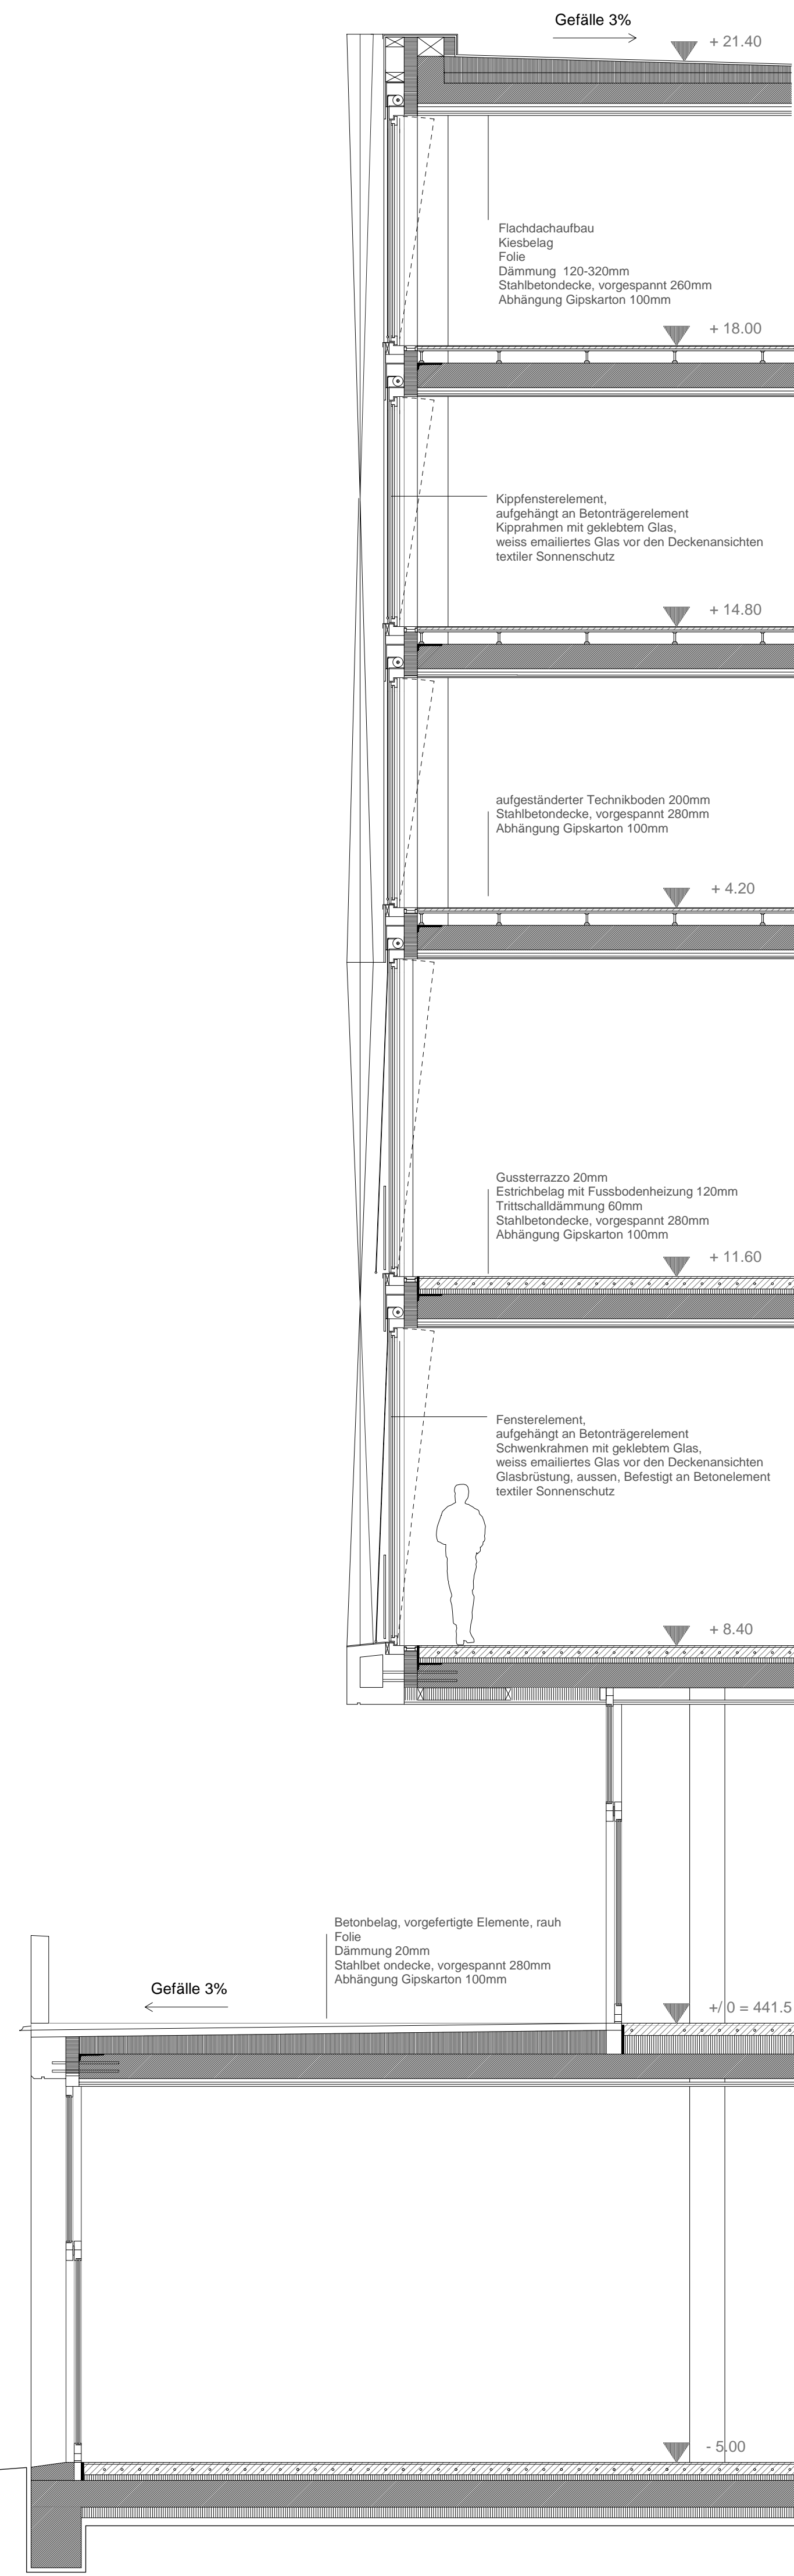 Gefälle 3%
+ 21.40
Flachdachaufbau
Kiesbelag
Folie
Dämmung  120-320mm
Stahlbetondecke, vorgespannt 260mm
Abhängung Gipskarton 100mm
+ 18.00
Kippfensterelement,
aufgehängt an Betonträgerelement
Kipprahmen mit geklebtem Glas,
weiss emailiertes Glas vor den Deckenansichten
textiler Sonnenschutz
+ 14.80
aufgeständerter Technikboden 200mm
Stahlbetondecke, vorgespannt 280mm
Abhängung Gipskarton 100mm
+ 4.20
Gussterrazzo 20mm
Estrichbelag mit Fussbodenheizung 120mm
Trittschalldämmung 60mm
Stahlbetondecke, vorgespannt 280mm
Abhängung Gipskarton 100mm
+ 11.60
Fensterelement,
aufgehängt an Betonträgerelement
Schwenkrahmen mit geklebtem Glas,
weiss emailiertes Glas vor den Deckenansichten
Glasbrüstung, aussen, Befestigt an Betonelement
textiler Sonnenschutz
+ 8.40
Betonbelag, vorgefertigte Elemente, rauh
Folie
Dämmung 20mm
Stahlbet ondecke, vorgespannt 280mm
Abhängung Gipskarton 100mm
Gefälle 3%
+/ 0 = 441.5
- 5.00